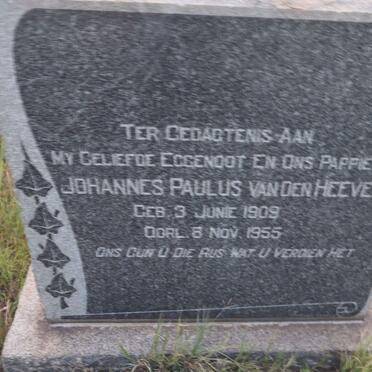 TER GEDAGTENIS AAN
MY GELIEFDE EGGENOOT EN ONS PAPPIE
JOHANNES PAULUS VAN DEN HEEVE
GEB. 3 JUNIE 1909
OORL. 8 NOV. 1955
ONS GUN U DIE RUS WAT U VERDIEN HET